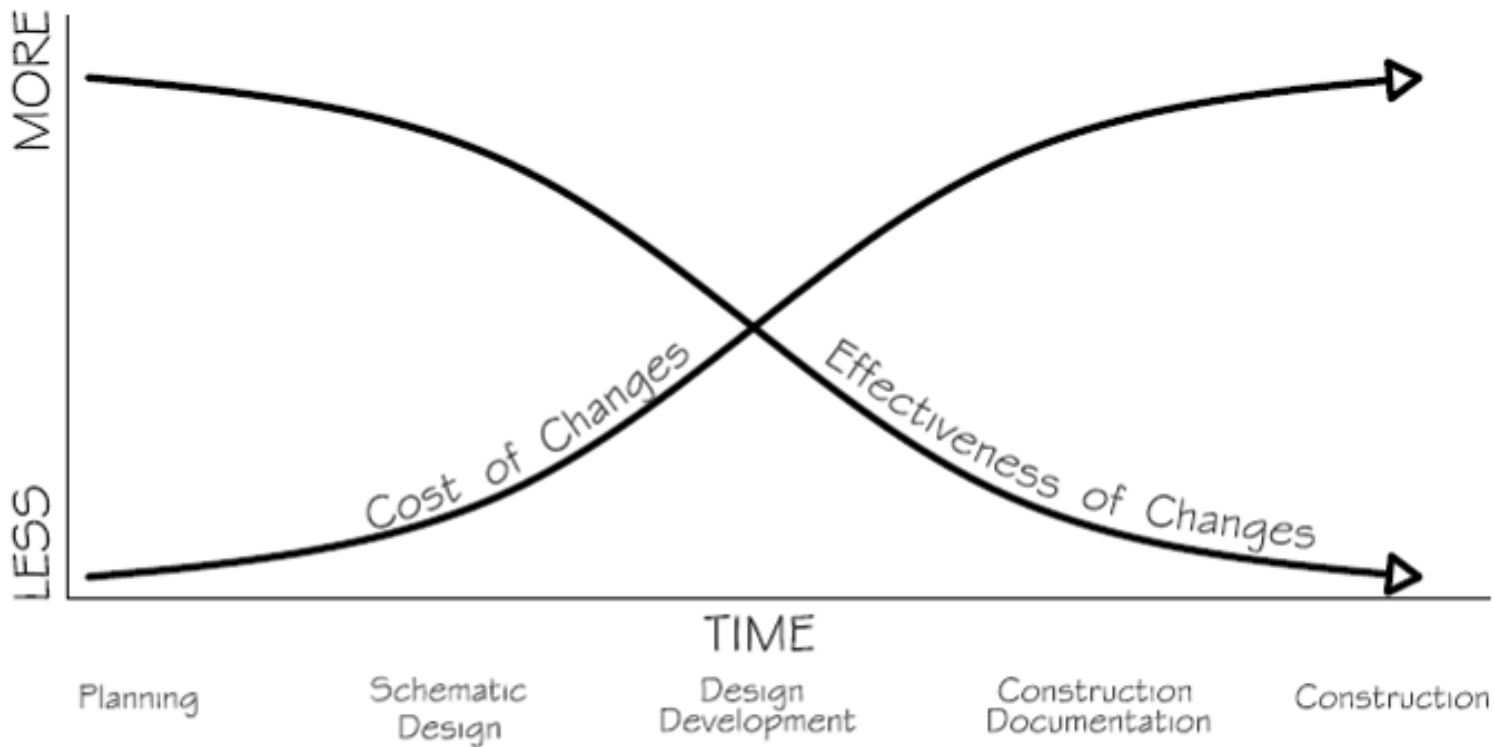 MORE
LESS
Cost of Changes
Effectiveness of Changes
TIME
Planning
Schematic
Design
Design
Development
Construction
Documentation
Construction